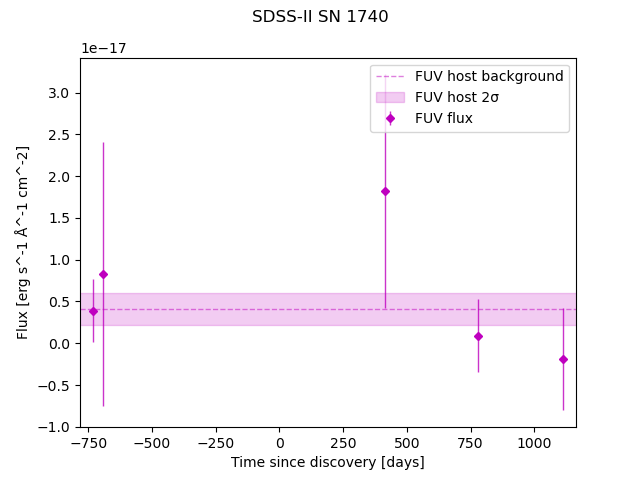 SDSS-II SN 1740
1e−17
FUV host background
FUV host 2σ
FUV flux
3.0
2.5
2.0
1.5
1.0
0.5
0.0
−0.5
−1.0
Flux [erg s^-1 Å^-1 cm^-2]
−750 −500 −250 0 250 500 750 1000
Time since discovery [days]